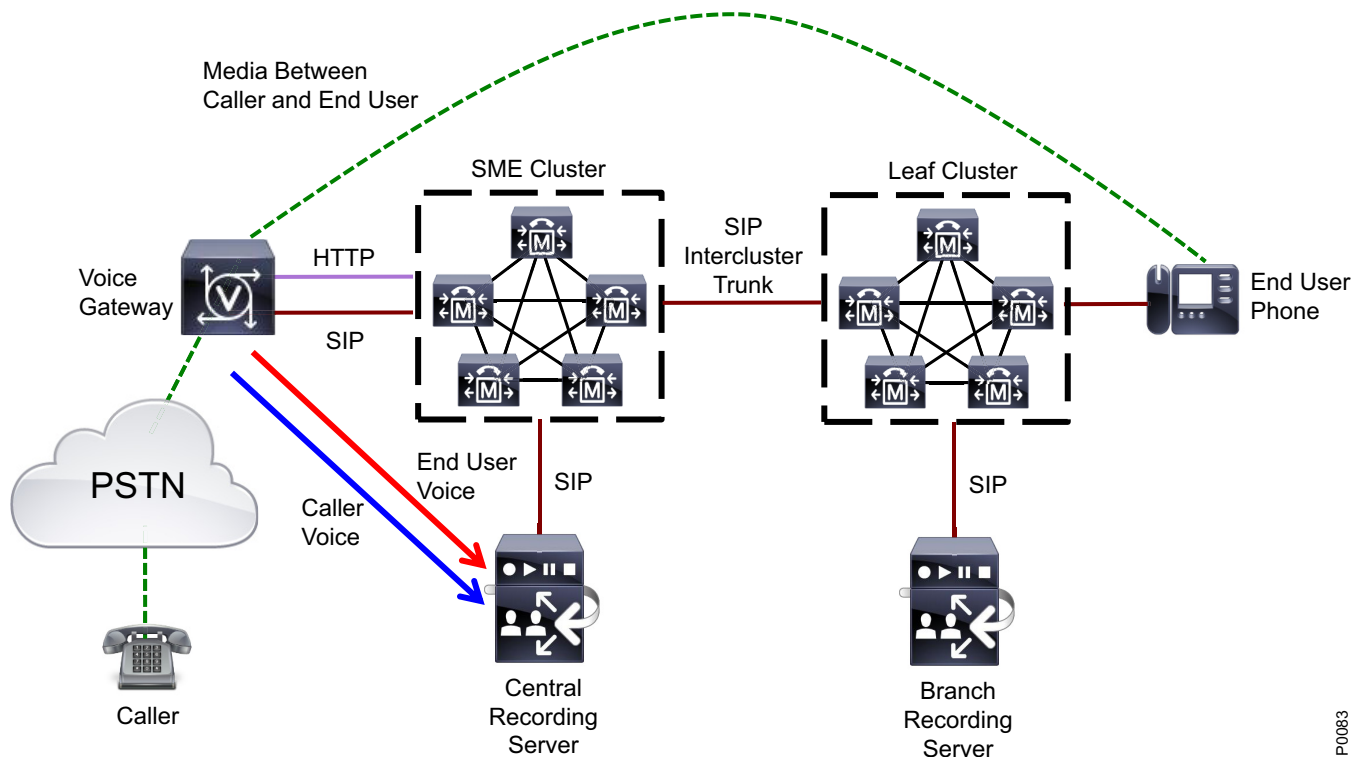 Media Between
Caller and End User
SME Cluster
Leaf Cluster
HTTP
SIP
Intercluster
Trunk
Voice
Gateway
End User
Phone
SIP
M
M
M
M
M
M
M
M
M
M
V
PSTN
End User
Voice
SIP
SIP
Caller
Voice
Caller
Central
Recording
Server
Branch
Recording
Server
P0083